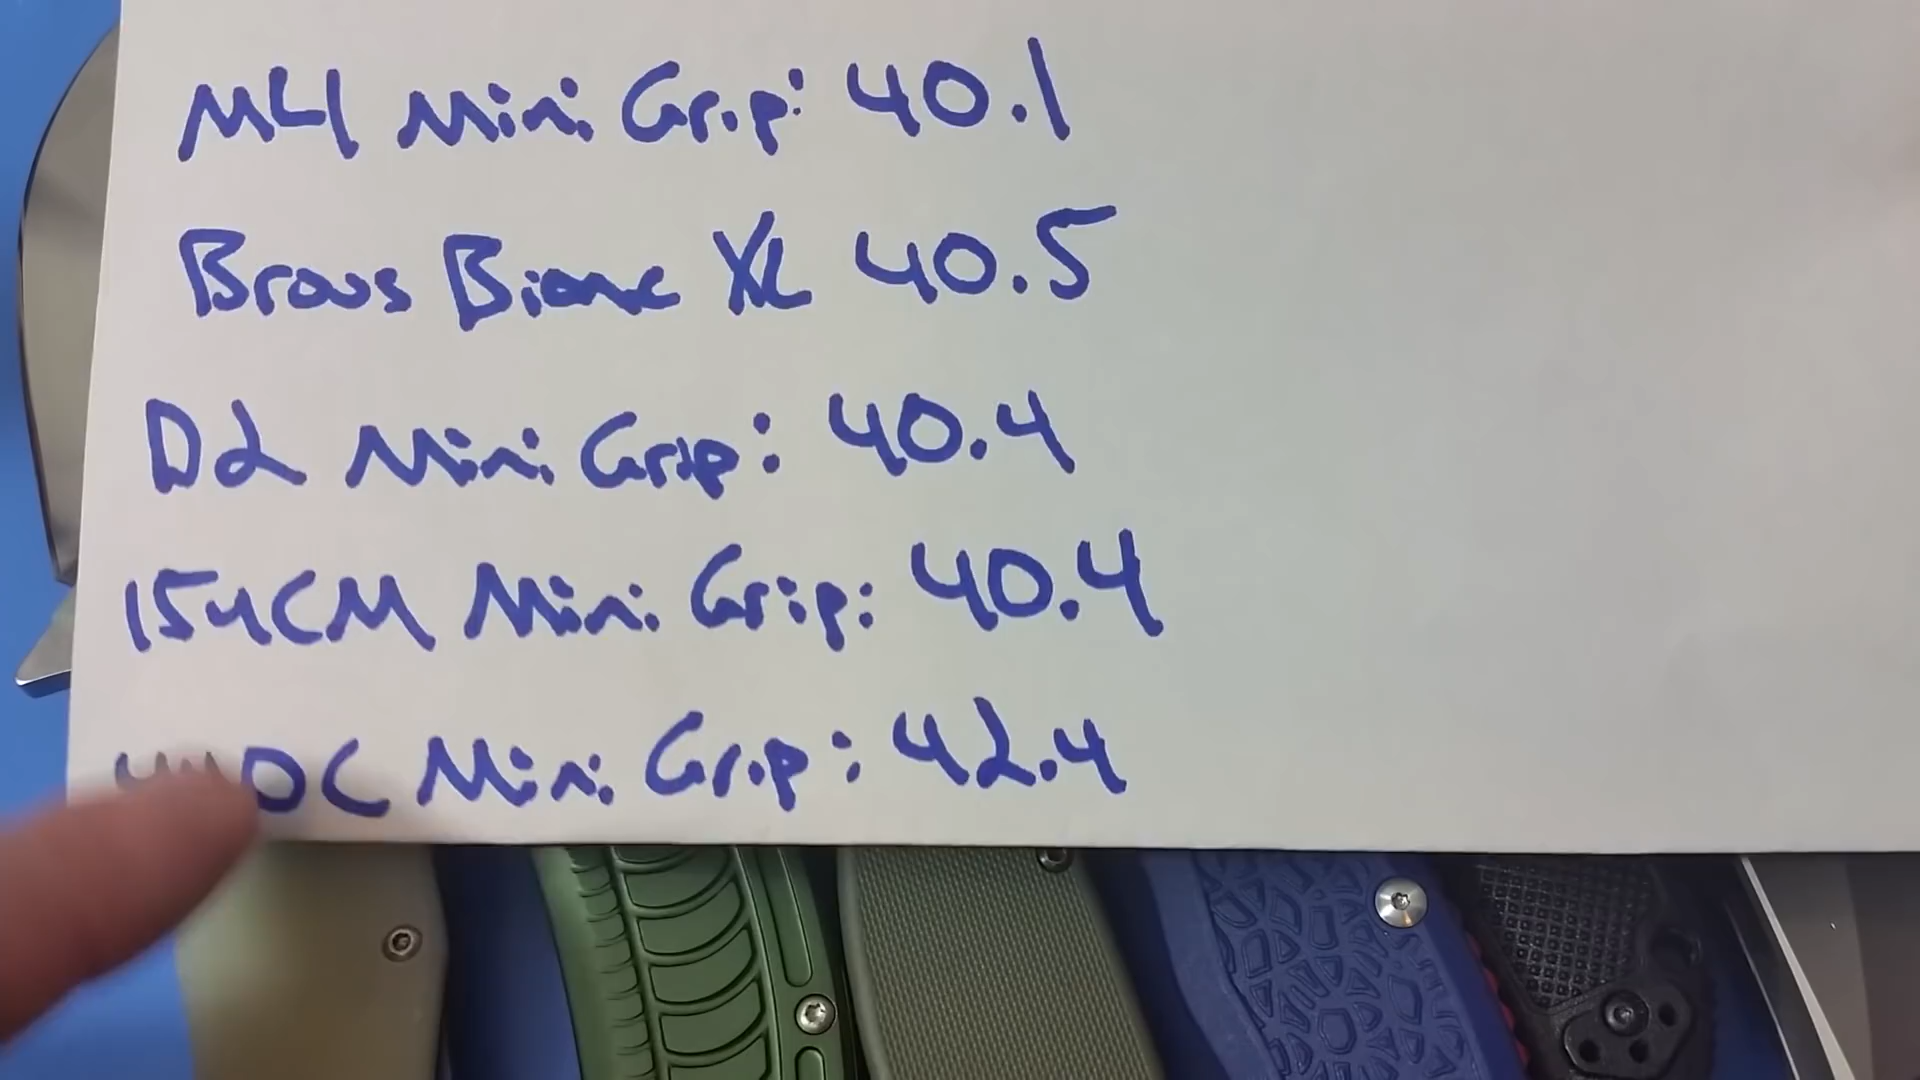 M4 Mini Grip: 40.1
Brous Bionic XL 40.5
D2 Mini Grip: 40.4
154CM Mini Grip: 40.4
440C Mini Grip: 42.4